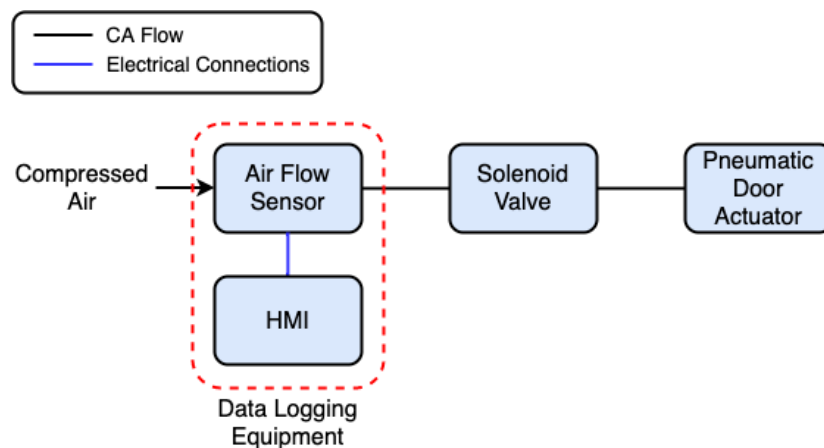 CA Flow
Electrical Connections
Compressed
Air
Air Flow
Sensor
Solenoid
Valve
Pneumatic
Door
Actuator
HMI
Data Logging
Equipment